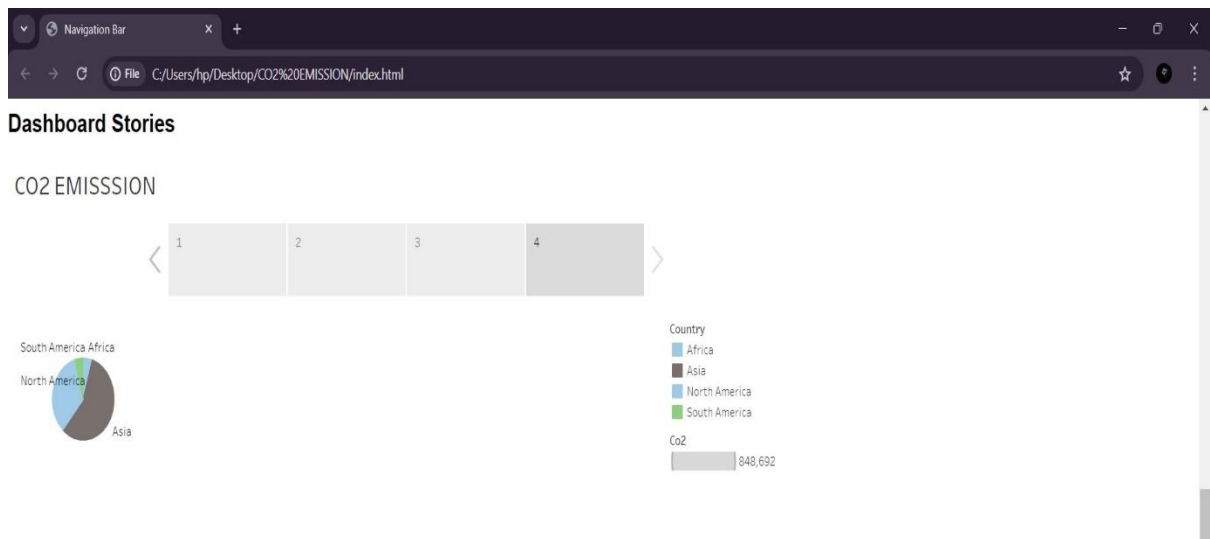 Navigation Bar
File C:/Users/hp/Desktop/CO2%20EMISSION/index.html
Dashboard Stories
CO2 EMISSSION
1 2 3 4
South America Africa
North America
Asia
Country
Africa
Asia
North America
South America
Co2
848,692